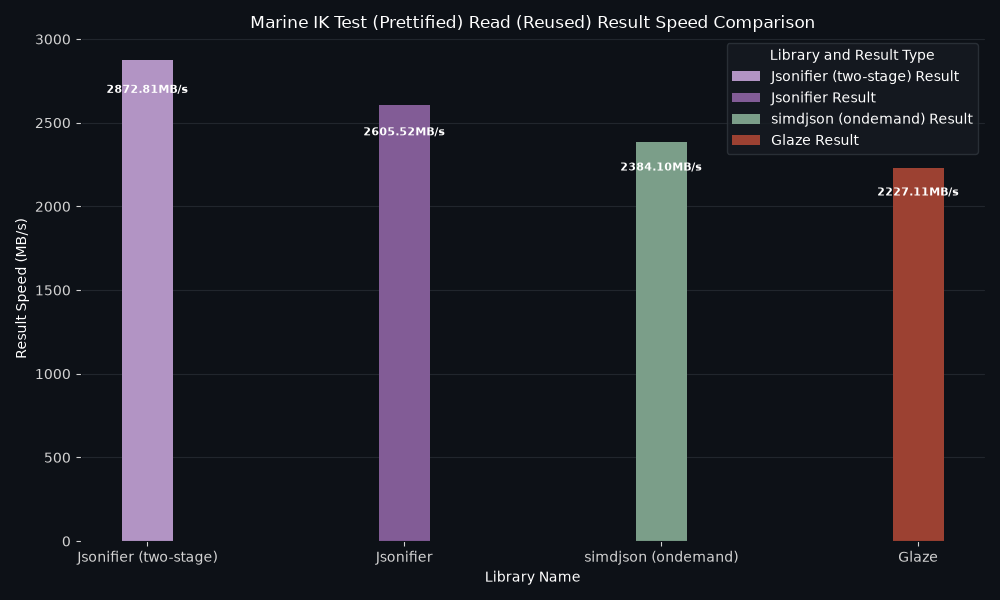 Marine IK Test (Prettified) Read (Reused) Result Speed Comparison
Library and Result Type
Jsonifier (two-stage) Result
Jsonifier Result
simdjson (ondemand) Result
Glaze Result
3000
2500
2000
1500
1000
500
0
Result Speed (MB/s)
2872.81MB/s
2605.52MB/s
2384.10MB/s
2227.11MB/s
Jsonifier (two-stage)
Jsonifier
simdjson (ondemand)
Glaze
Library Name